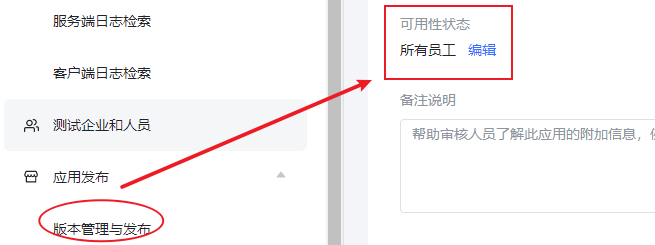 服务端日志检索
客户端日志检索
测试企业和人员
应用发布
版本管理与发布
可用性状态
所有员工 编辑
备注说明
帮助审核人员了解此应用的附加信息,